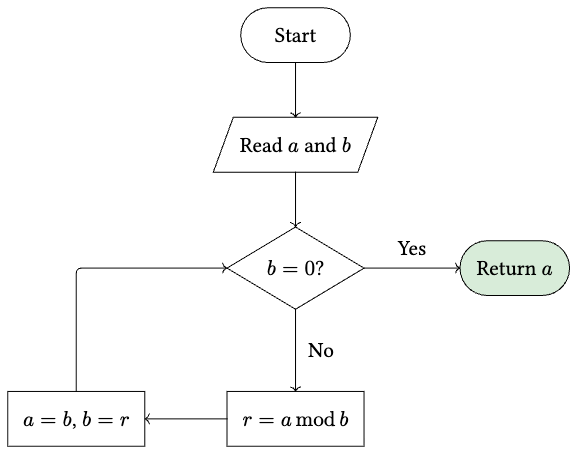 Start
Read a and b
b = 0?
Yes
Return a
No
r = a mod b
a = b, b = r